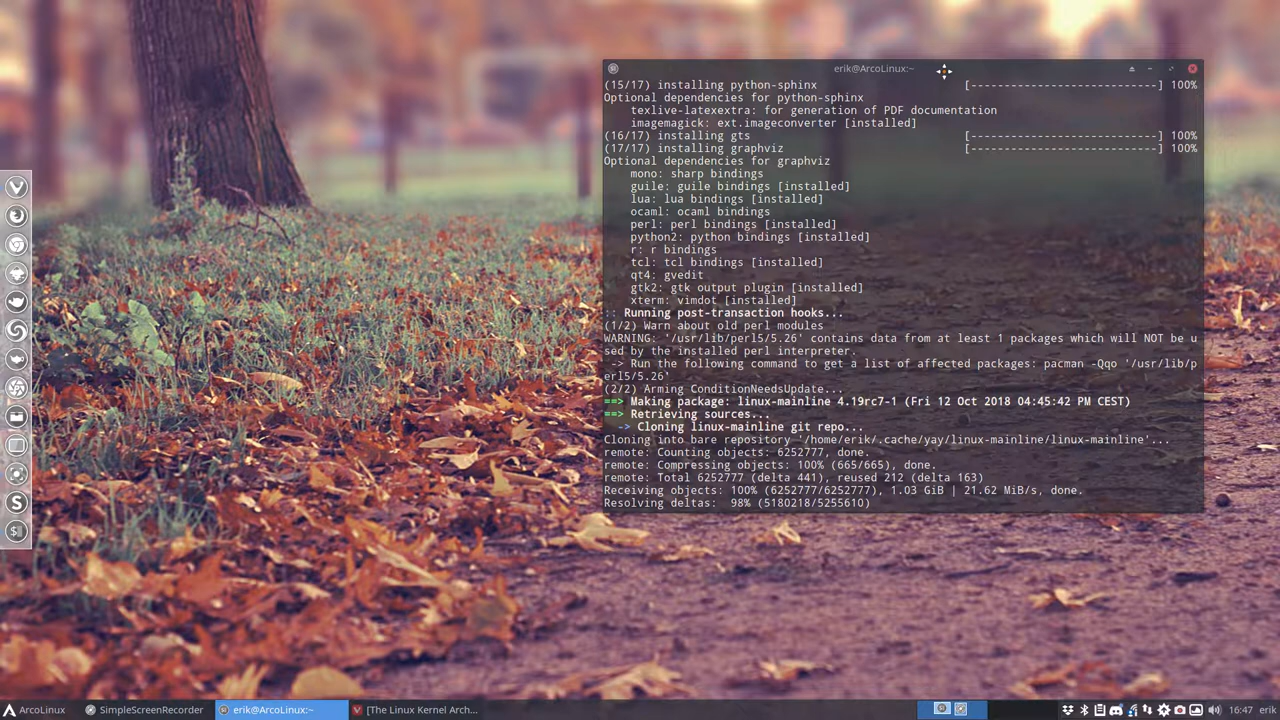 erik@ArcoLinux:~
(15/17) installing python-sphinx [----------------------------] 100%
Optional dependencies for python-sphinx
texlive-latexextra: for generation of PDF documentation
imagemagick: ext.imageconverter [installed]
(16/17) installing gts [----------------------------] 100%
(17/17) installing graphviz [----------------------------] 100%
Optional dependencies for graphviz
mono: sharp bindings
guile: guile bindings [installed]
lua: lua bindings [installed]
ocaml: ocaml bindings
perl: perl bindings [installed]
python2: python bindings [installed]
r: r bindings
tcl: tcl bindings [installed]
qt4: gvedit
gtk2: gtk output plugin [installed]
xterm: vimdot [installed]
:: Running post-transaction hooks...
(1/2) Warn about old perl modules
WARNING: '/usr/lib/perl5/5.26' contains data from at least 1 packages which will NOT be u
sed by the installed perl interpreter.
-> Run the following command to get a list of affected packages: pacman -Qqo '/usr/lib/p
erl5/5.26'
(2/2) Arming ConditionNeedsUpdate...
==> Making package: linux-mainline 4.19rc7-1 (Fri 12 Oct 2018 04:45:42 PM CEST)
==> Retrieving sources...
-> Cloning linux-mainline git repo...
Cloning into bare repository '/home/erik/.cache/yay/linux-mainline/linux-mainline'...
remote: Counting objects: 6252777, done.
remote: Compressing objects: 100% (665/665), done.
remote: Total 6252777 (delta 441), reused 212 (delta 163)
Receiving objects: 100% (6252777/6252777), 1.03 GiB | 21.62 MiB/s, done.
Resolving deltas: 98% (5180218/5255610)
ArcoLinux SimpleScreenRecorder erik@ArcoLinux:~ [The Linux Kernel Arch... 16:47 erik